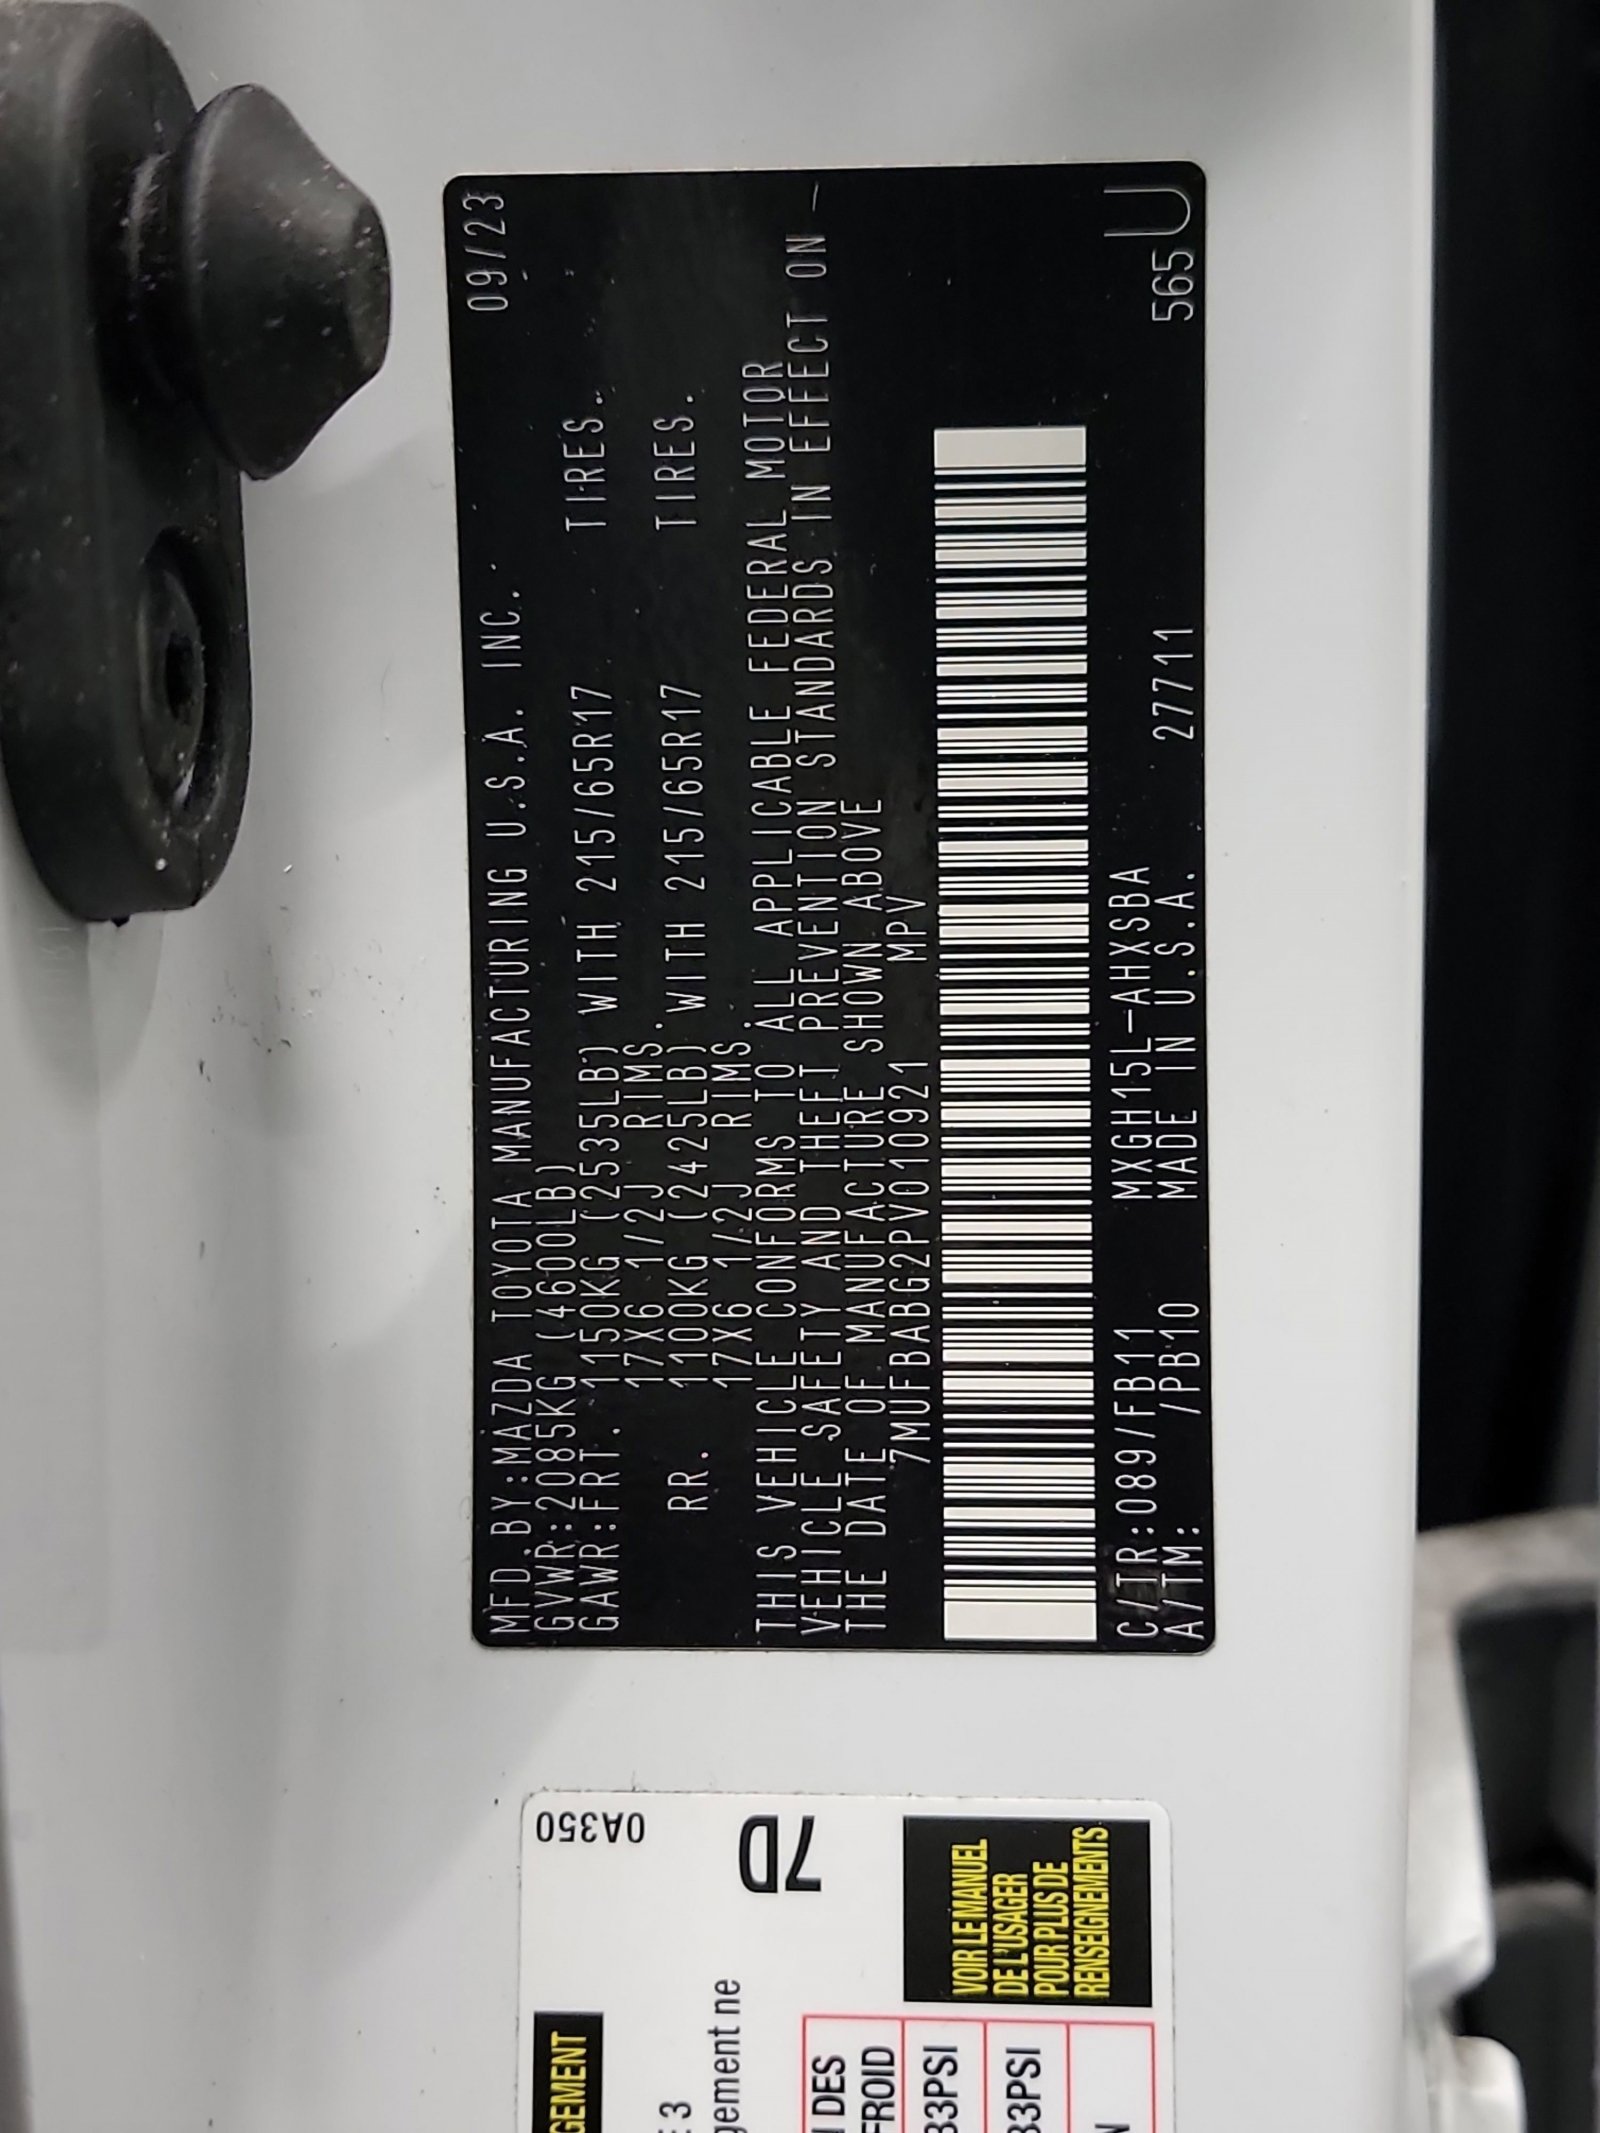 MFD.BY:MAZDA TOYOTA MANUFACTURING U.S.A. INC. 09/23
GVWR:2085KG (4600LB)
GAWR:FRT. 1150KG (2535LB) WITH 215/65R17 TIRES.
17X6 1/2J RIMS.
RR. 1100KG (2425LB) WITH 215/65R17 TIRES.
17X6 1/2J RIMS.
THIS VEHICLE CONFORMS TO ALL APPLICABLE FEDERAL MOTOR
VEHICLE SAFETY AND THEFT PREVENTION STANDARDS IN EFFECT ON
THE DATE OF MANUFACTURE SHOWN ABOVE
7MUFBABG2PV010921 MPV
C/TR:089/FB11 MXGH15L-AHXSBA
A/TM: /PB10 MADE IN U.S.A. 27711 565 U
0A350
7D
GEMENT
3
gement ne
DES
FROID
33PSI
33PSI
N
VOIR LE MANUEL
DE L'USAGER
POUR PLUS DE
RENSEIGNEMENTS